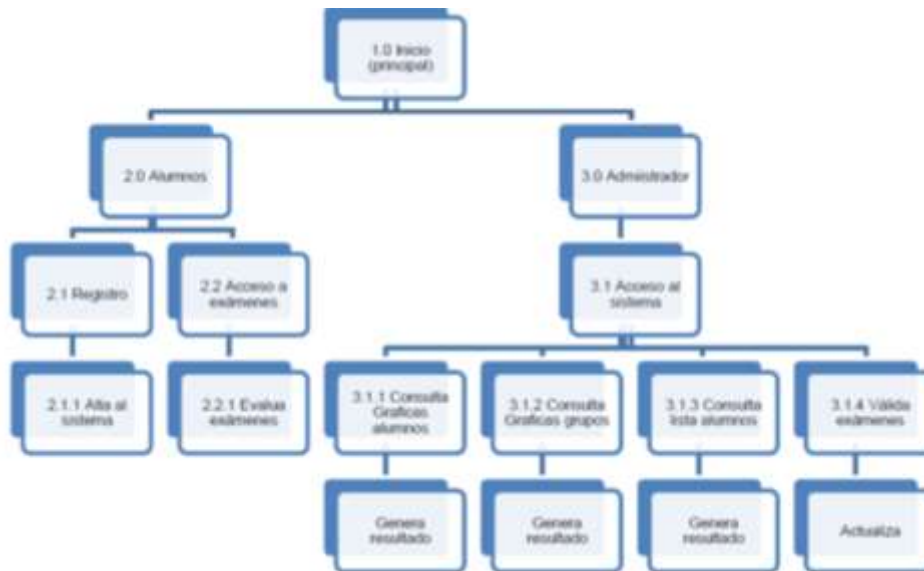 1.0 Inicio
(principal)
2.0 Alumnos
3.0 Admistrador
2.1 Registro
2.2 Acceso a
exámenes
3.1 Acceso al
sistema
2.1.1 Alta al
sistema
2.2.1 Evalua
exámenes
3.1.1 Consulta
Graficas
alumnos
3.1.2 Consulta
Graficas grupos
3.1.3 Consulta
lista alumnos
3.1.4 Válida
exámenes
Genera
resultado
Genera
resultado
Genera
resultado
Actualiza